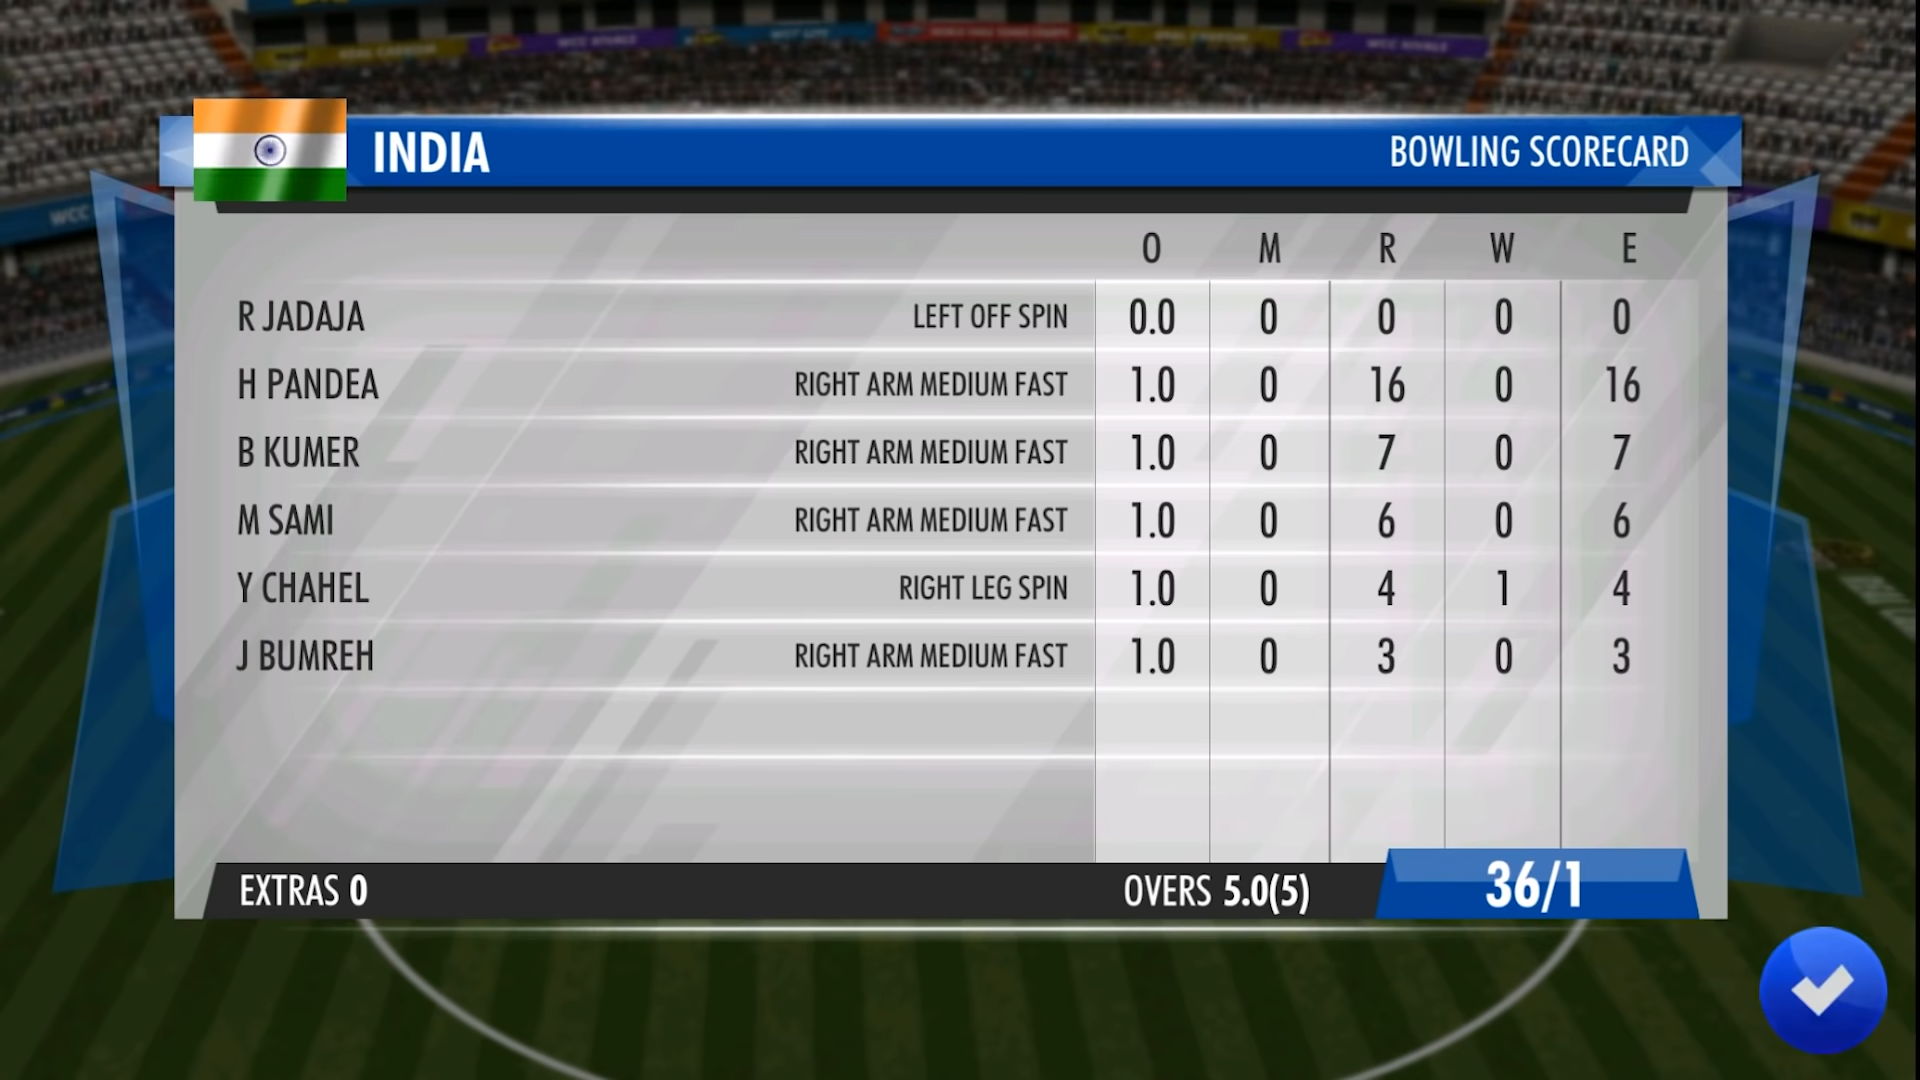 INDIA BOWLING SCORECARD
O M R W E
R JADAJA LEFT OFF SPIN 0.0 0 0 0 0
H PANDEA RIGHT ARM MEDIUM FAST 1.0 0 16 0 16
B KUMER RIGHT ARM MEDIUM FAST 1.0 0 7 0 7
M SAMI RIGHT ARM MEDIUM FAST 1.0 0 6 0 6
Y CHAHEL RIGHT LEG SPIN 1.0 0 4 1 4
J BUMREH RIGHT ARM MEDIUM FAST 1.0 0 3 0 3
EXTRAS 0 OVERS 5.0(5) 36/1